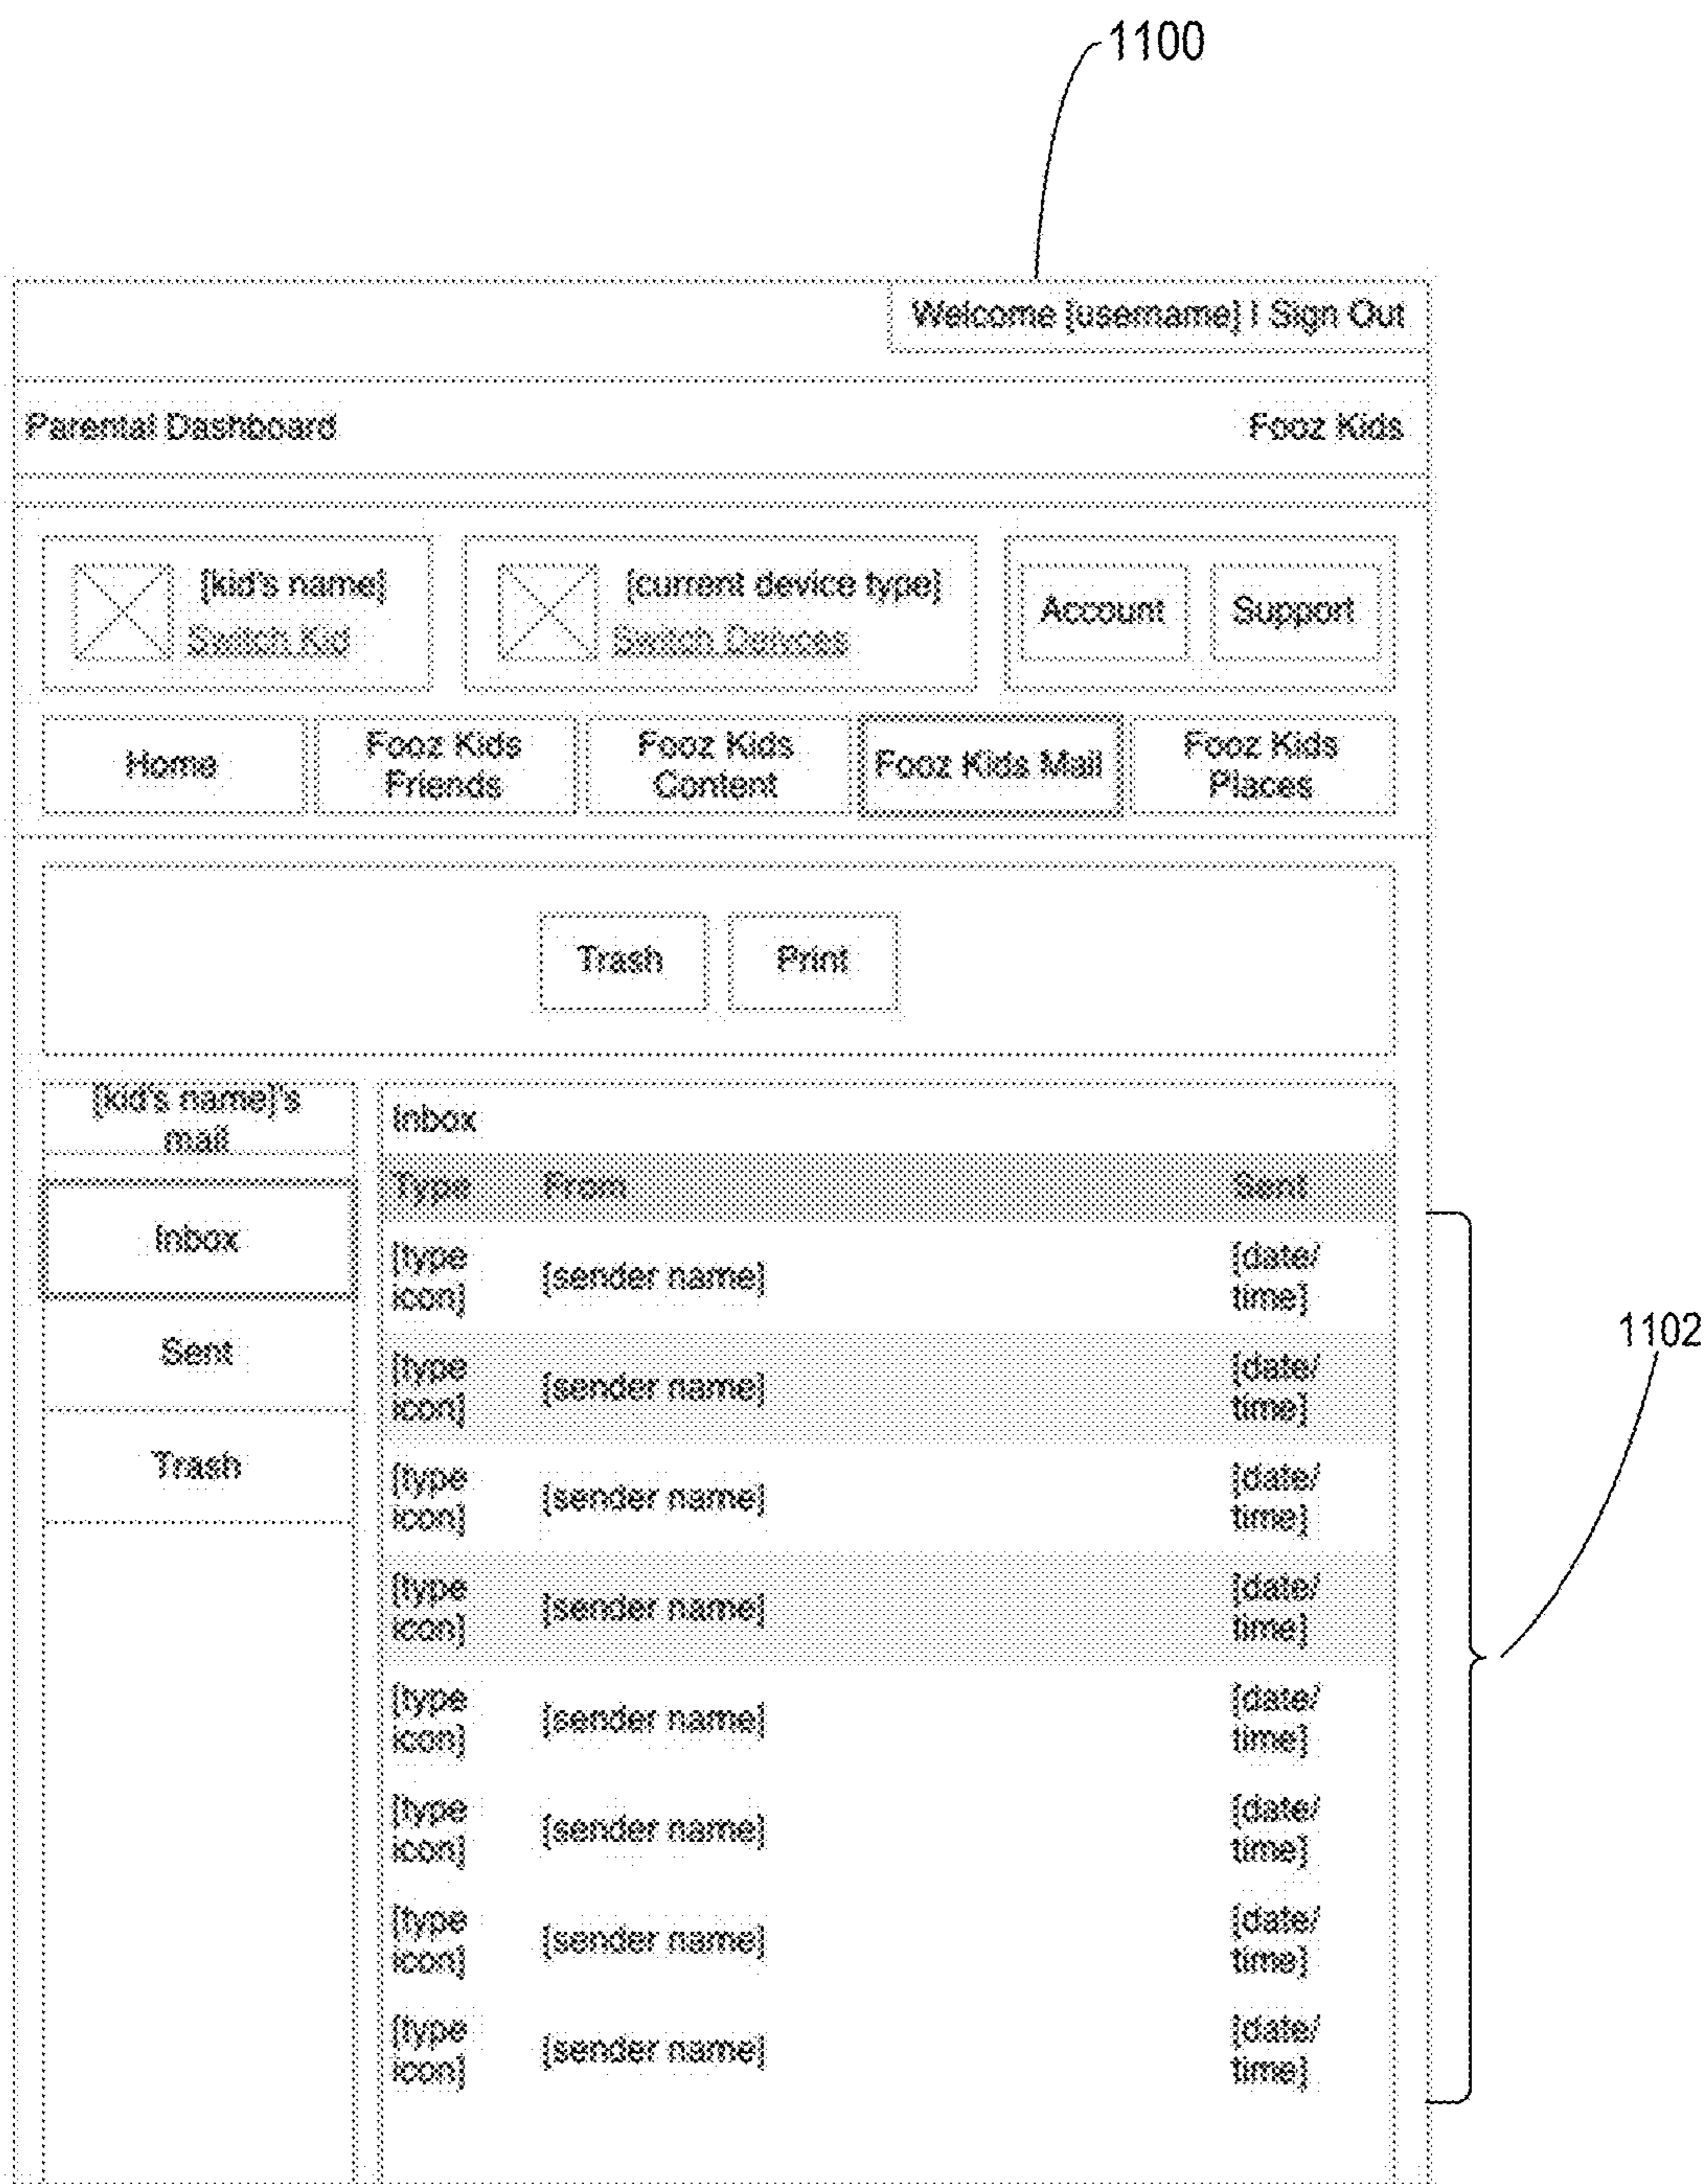 1100
Welcome [username] | Sign Out
Parental Dashboard
Fooz Kids
[kid's name]
Switch Kid
[current device type]
Switch Devices
Account
Support
Home
Fooz Kids
Friends
Fooz Kids
Content
Fooz Kids Mail
Fooz Kids
Places
Trash
Print
[kid's name]'s
mail
Inbox
Sent
Trash
Inbox
Type From Sent
[type
icon]
[sender name]
[date/
time]
[type
icon]
[sender name]
[date/
time]
[type
icon]
[sender name]
[date/
time]
[type
icon]
[sender name]
[date/
time]
[type
icon]
[sender name]
[date/
time]
[type
icon]
[sender name]
[date/
time]
[type
icon]
[sender name]
[date/
time]
[type
icon]
[sender name]
[date/
time]
1102